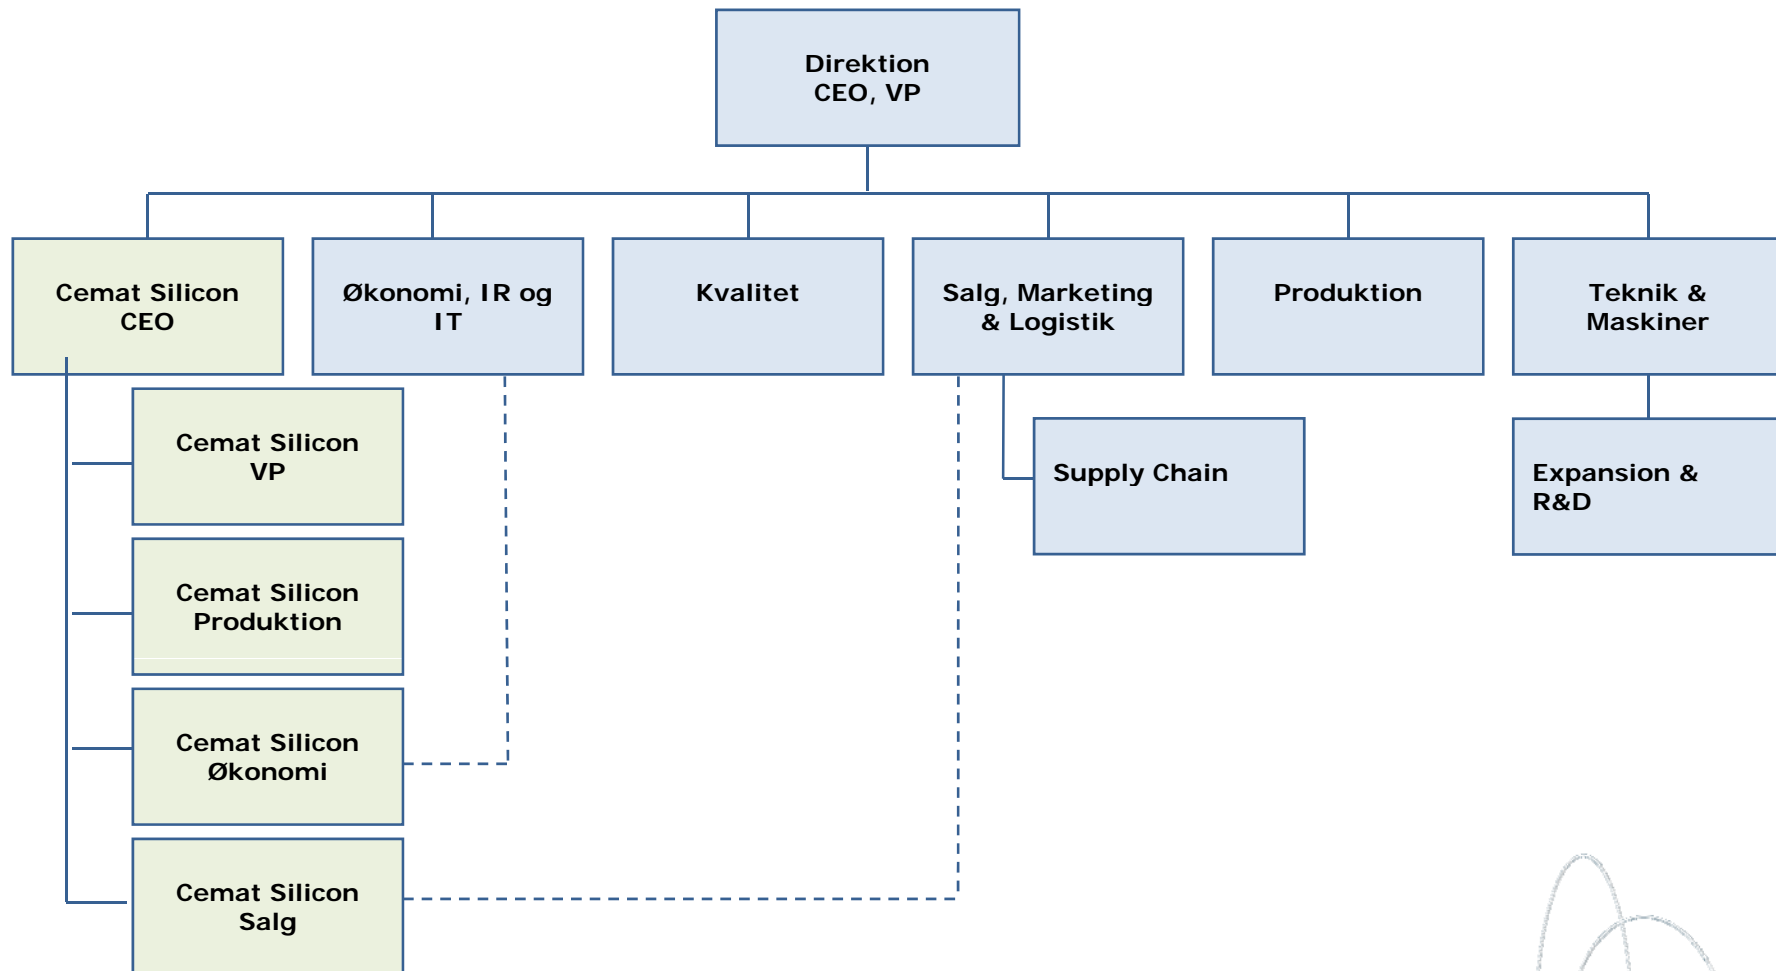 Direktion
CEO, VP
Cemat Silicon
CEO
Økonomi, IR og
IT
Kvalitet
Salg, Marketing
& Logistik
Produktion
Teknik &
Maskiner
Cemat Silicon
VP
Supply Chain
Expansion &
R&D
Cemat Silicon
Produktion
Cemat Silicon
Økonomi
Cemat Silicon
Salg